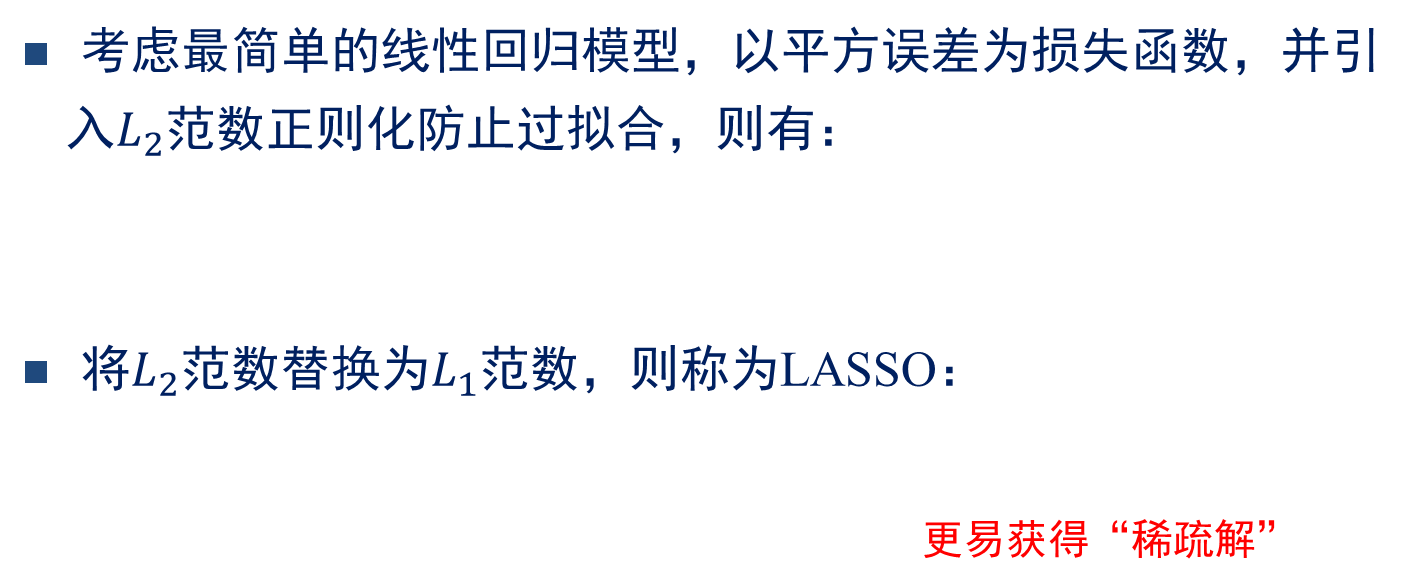 考虑最简单的线性回归模型，以平方误差为损失函数，并引
入L₂范数正则化防止过拟合，则有：
将L₂范数替换为L₁范数，则称为LASSO：
更易获得“稀疏解”